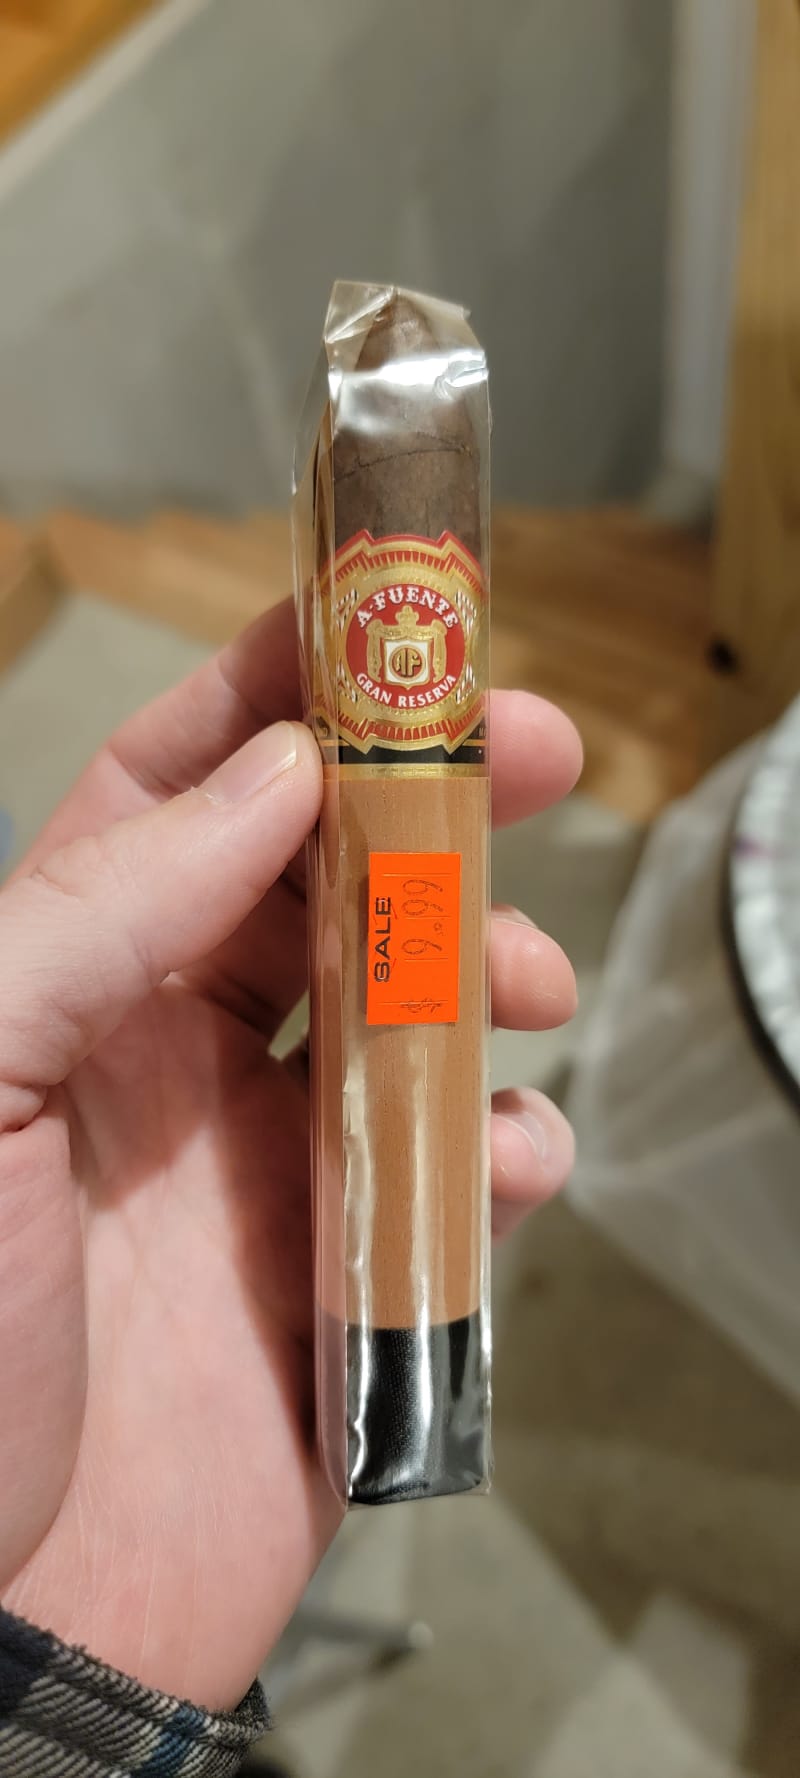 A•FUENTE
AF
GRAN RESERVA
SALE
$ 9.99